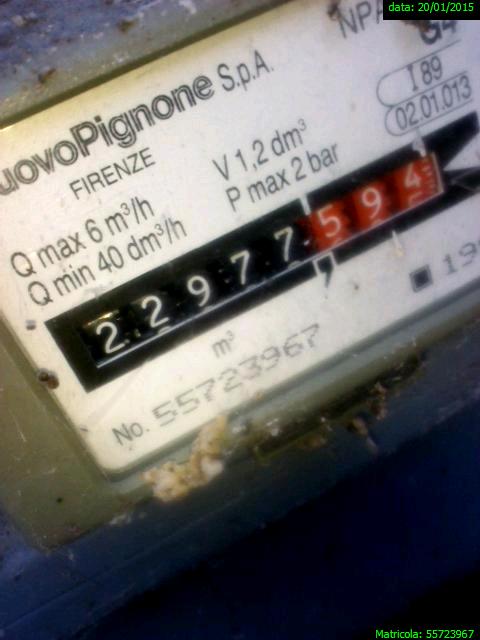 data: 20/01/2015
G4
uovoPignone S.p.A.
FIRENZE
I 89
02.01.013
V 1,2 dm³
P max 2 bar
Q max 6 m³/h
Q min 40 dm³/h
22977,594
m³
No. 55723967
Matricola: 55723967